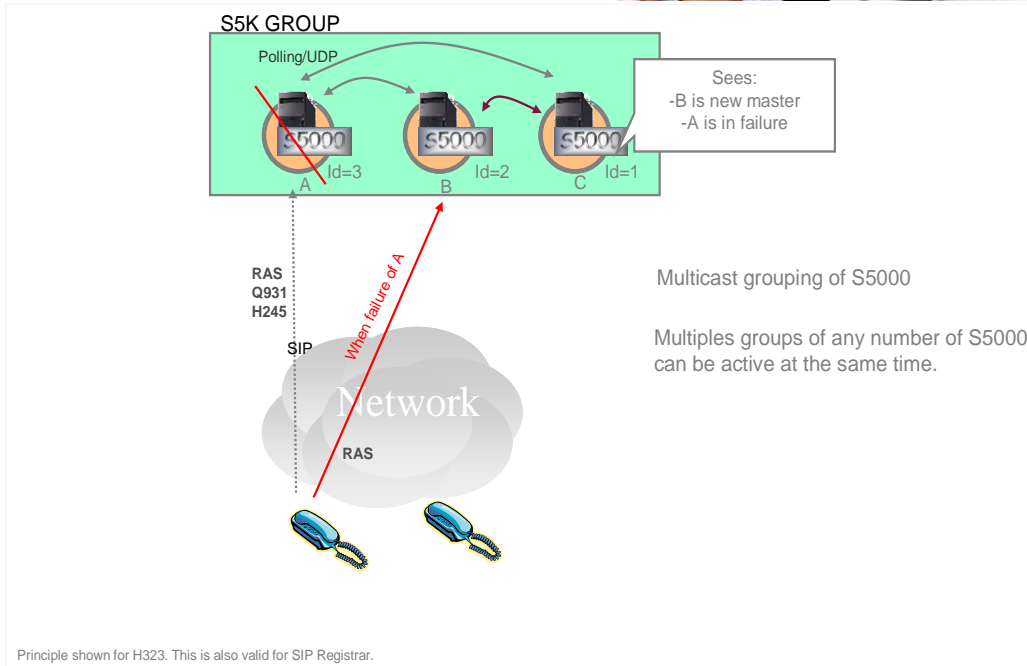 S5K GROUP
Polling/UDP
Sees:
-B is new master
-A is in failure
S5000
S5000
S5000
Id=3
Id=2
Id=1
A
B
C
RAS
Q931
H245
SIP
When failure of A
Multicast grouping of S5000
Multiples groups of any number of S5000
can be active at the same time.
Network
RAS
Principle shown for H323. This is also valid for SIP Registrar.